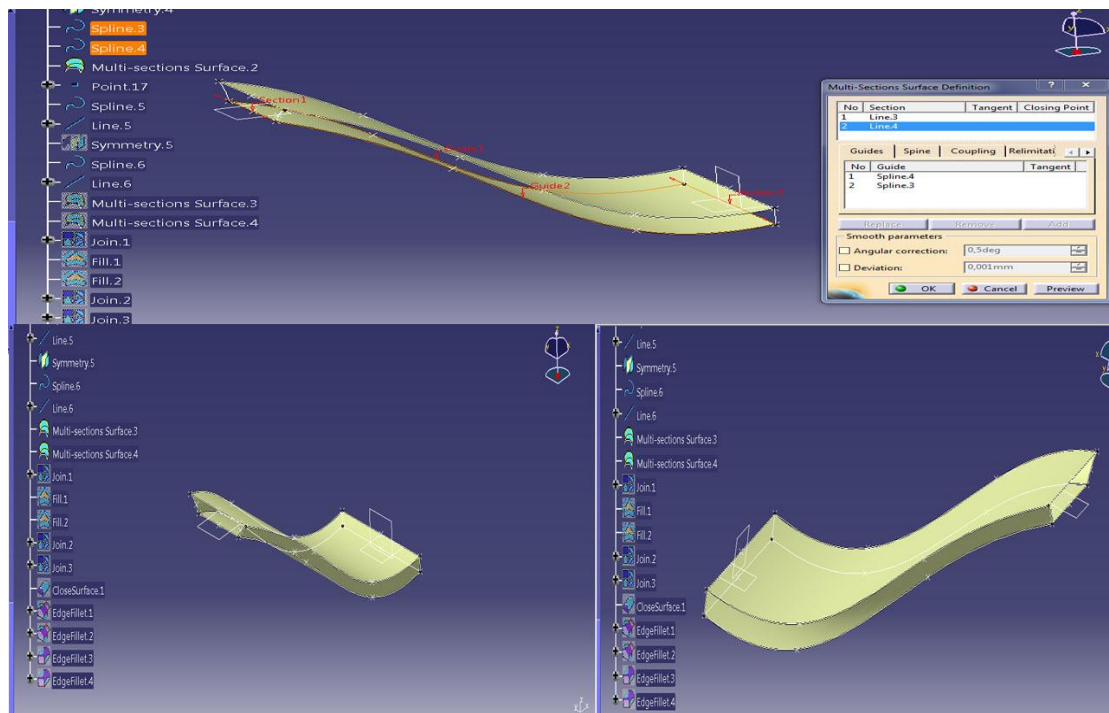 Symmetry.4
Spline.3
Spline.4
Multi-sections Surface.2
Point.17
Spline.5
Line.5
Symmetry.5
Spline.6
Line.6
Multi-sections Surface.3
Multi-sections Surface.4
Join.1
Fill.1
Fill.2
Join.2
Join.3
Section1
Guide2
Multi-Sections Surface Definition
No Section Tangent Closing Point
1 Line.3
2 Line.4
Guides Spine Coupling Relimitati
No Guide Tangent
1 Spline.4
2 Spline.3
Replace Remove Add
Smooth parameters
Angular correction: 0,5deg
Deviation: 0,001mm
OK Cancel Preview
Line.5
Symmetry.5
Spline.6
Line.6
Multi-sections Surface.3
Multi-sections Surface.4
Join.1
Fill.1
Fill.2
Join.2
Join.3
CloseSurface.1
EdgeFillet.1
EdgeFillet.2
EdgeFillet.3
EdgeFillet.4
Line.5
Symmetry.5
Spline.6
Line.6
Multi-sections Surface.3
Multi-sections Surface.4
Join.1
Fill.1
Fill.2
Join.2
Join.3
CloseSurface.1
EdgeFillet.1
EdgeFillet.2
EdgeFillet.3
EdgeFillet.4